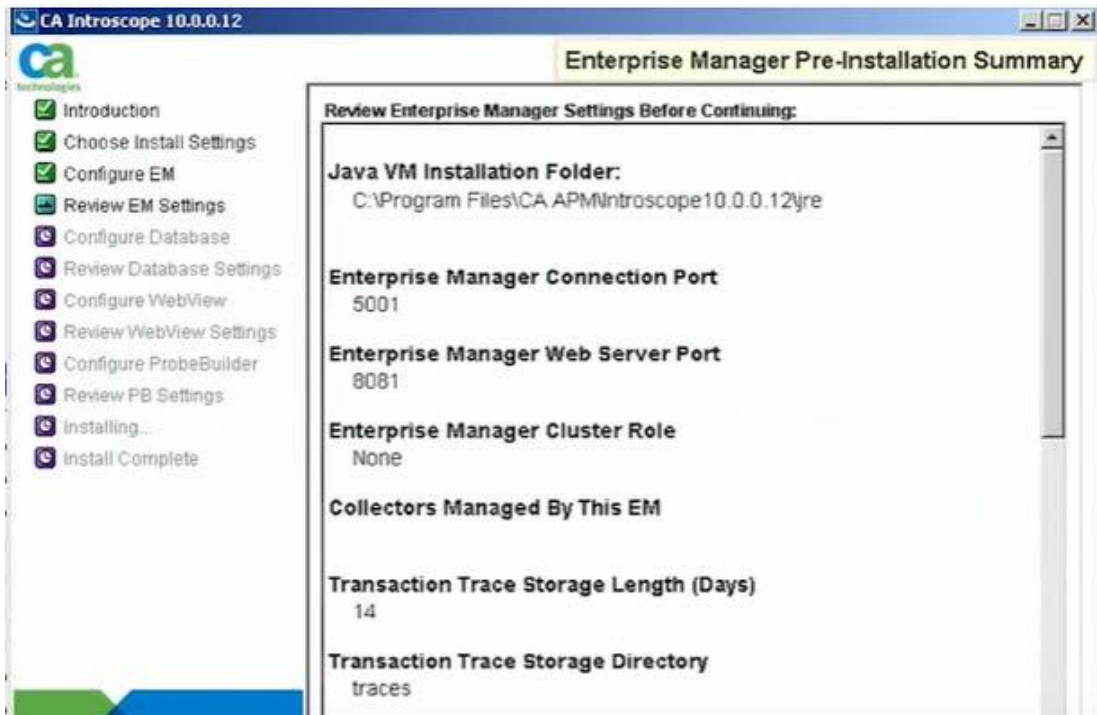 CA Introscope 10.0.0.12
ca
technologies
Enterprise Manager Pre-Installation Summary
Introduction
Choose Install Settings
Configure EM
Review EM Settings
Configure Database
Review Database Settings
Configure WebView
Review WebView Settings
Configure ProbeBuilder
Review PB Settings
Installing...
Install Complete
Review Enterprise Manager Settings Before Continuing:
Java VM Installation Folder:
C:\Program Files\CA APM\Introscope10.0.0.12\jre
Enterprise Manager Connection Port
5001
Enterprise Manager Web Server Port
8081
Enterprise Manager Cluster Role
None
Collectors Managed By This EM
Transaction Trace Storage Length (Days)
14
Transaction Trace Storage Directory
traces